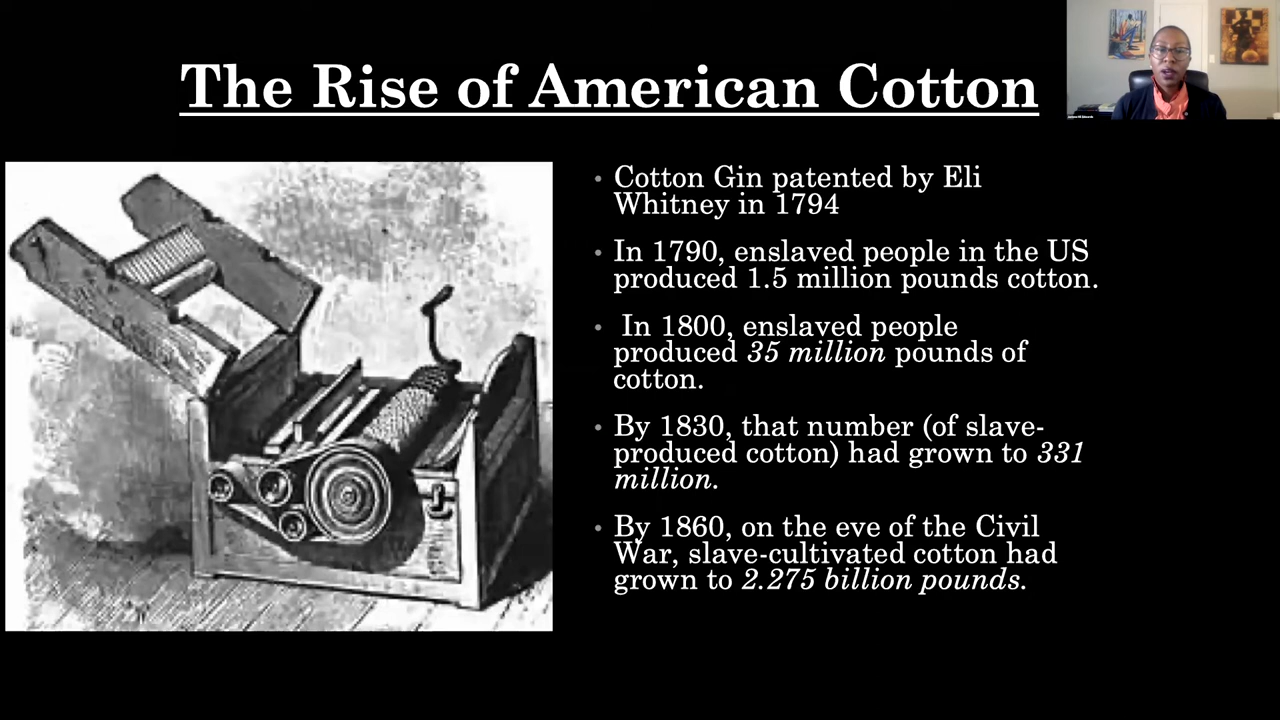 The Rise of American Cotton
• Cotton Gin patented by Eli
Whitney in 1794
• In 1790, enslaved people in the US
produced 1.5 million pounds cotton.
• In 1800, enslaved people
produced 35 million pounds of
cotton.
• By 1830, that number (of slave-
produced cotton) had grown to 331
million.
• By 1860, on the eve of the Civil
War, slave-cultivated cotton had
grown to 2.275 billion pounds.